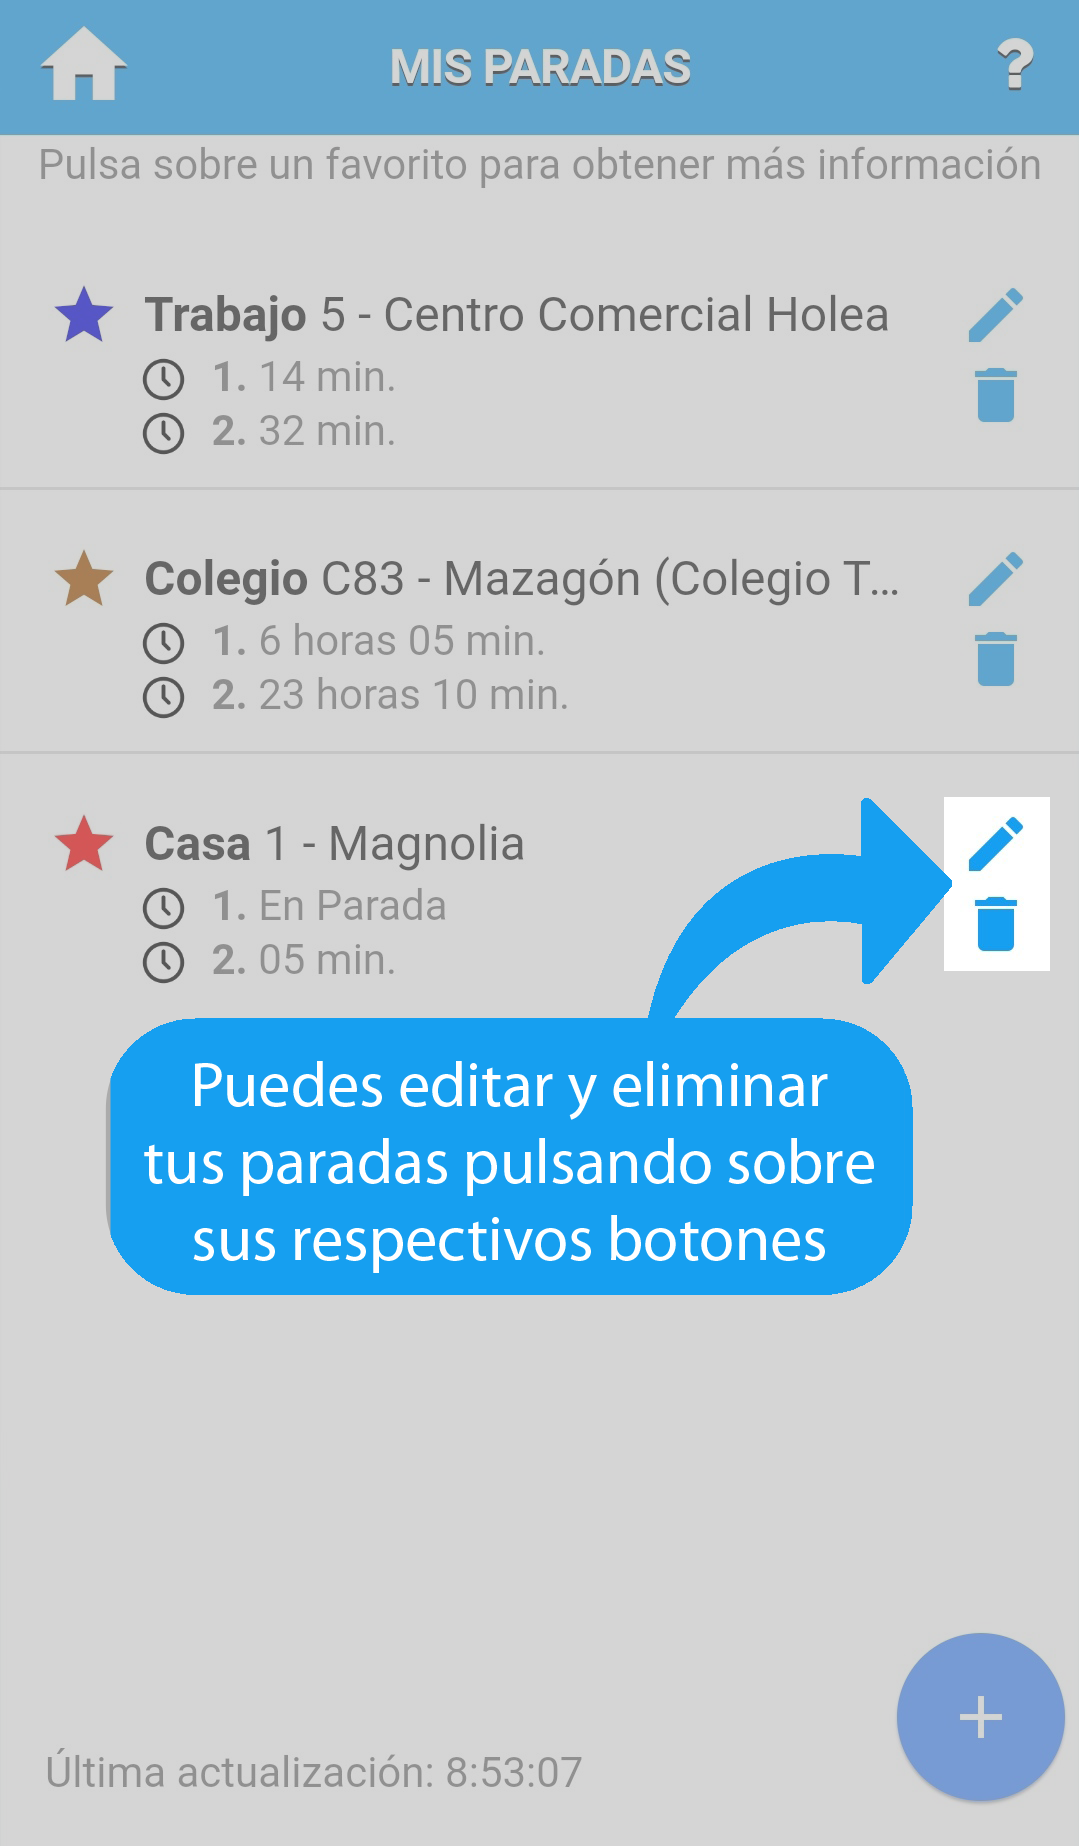 MIS PARADAS
?
Pulsa sobre un favorito para obtener más información
Trabajo 5 - Centro Comercial Holea
1. 14 min.
2. 32 min.
Colegio C83 - Mazagón (Colegio T...
1. 6 horas 05 min.
2. 23 horas 10 min.
Casa 1 - Magnolia
1. En Parada
2. 05 min.
Puedes editar y eliminar
tus paradas pulsando sobre
sus respectivos botones
+
Última actualización: 8:53:07